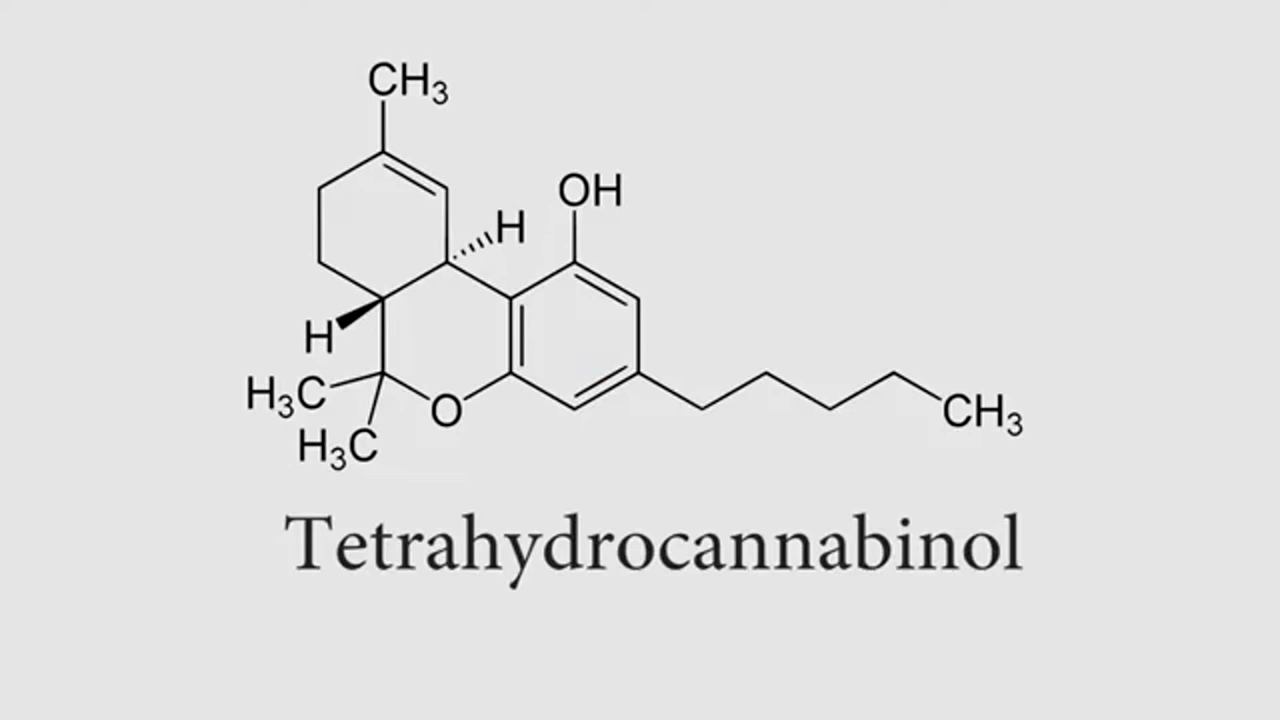 CH₃
OH
H
H
H₃C
O
CH₃
H₃C
Tetrahydrocannabinol